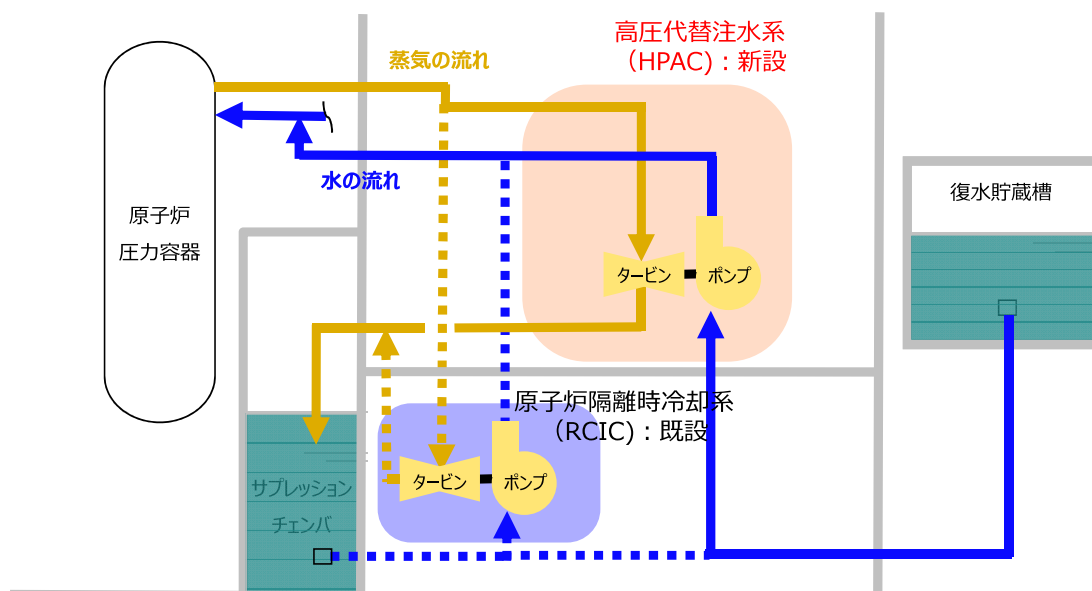 高圧代替注水系
（HPAC）：新設
蒸気の流れ
水の流れ
原子炉
圧力容器
復水貯蔵槽
タービン
ポンプ
原子炉隔離時冷却系
（RCIC）：既設
タービン
ポンプ
サプレッション
チェンバ